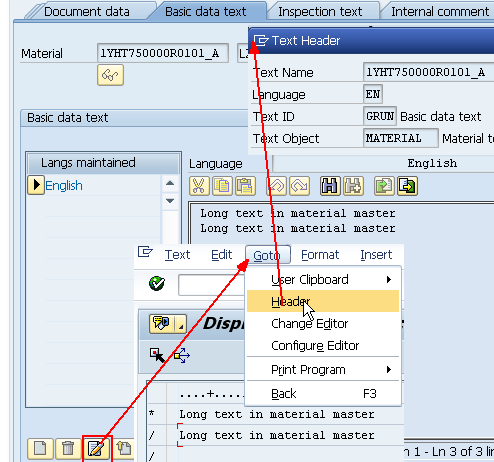 Document data
Basic data text
Inspection text
Internal comment
Material
1YHT750000R0101_A
Text Header
Text Name
1YHT750000R0101_A
Language
EN
Text ID
GRUN
Basic data text
Text Object
MATERIAL
Material
Basic data text
Langs maintained
English
Language
English
Long text in material master
Long text in material master
Text
Edit
Goto
Format
Insert
User Clipboard
Header
Change Editor
Configure Editor
Print Program
Back
F3
....+....
*
Long text in material master
/
Long text in material master
/
1 - Ln 3 of 3